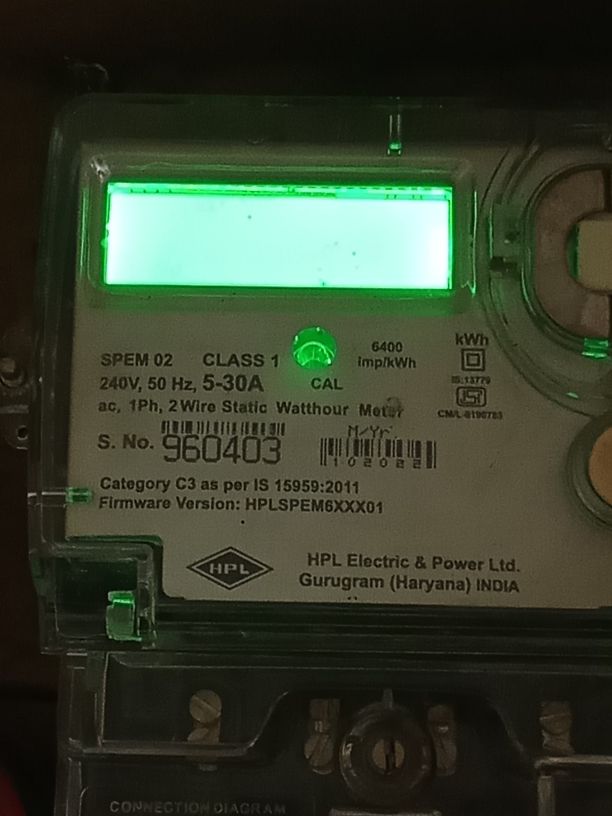 SPEM 02 CLASS 1
6400
imp/kWh
kWh
240V, 50 Hz, 5-30A
CAL
IS:13779
ac, 1Ph, 2 Wire Static Watthour Meter
S. No. 960403
M/Yr
102022
Category C3 as per IS 15959:2011
Firmware Version: HPLSPEM6XXX01
HPL
HPL Electric & Power Ltd.
Gurugram (Haryana) INDIA
CONNECTION DIAGRAM